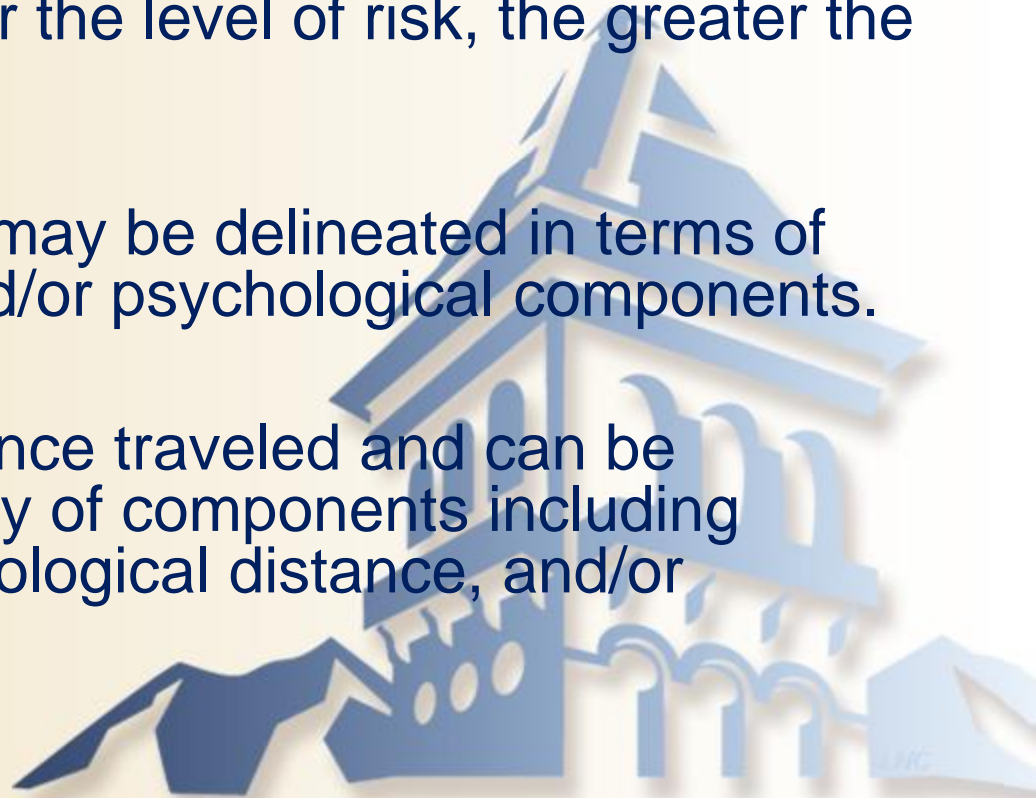 r the level of risk, the greater the
may be delineated in terms of
d/or psychological components.
nce traveled and can be
y of components including
ological distance, and/or